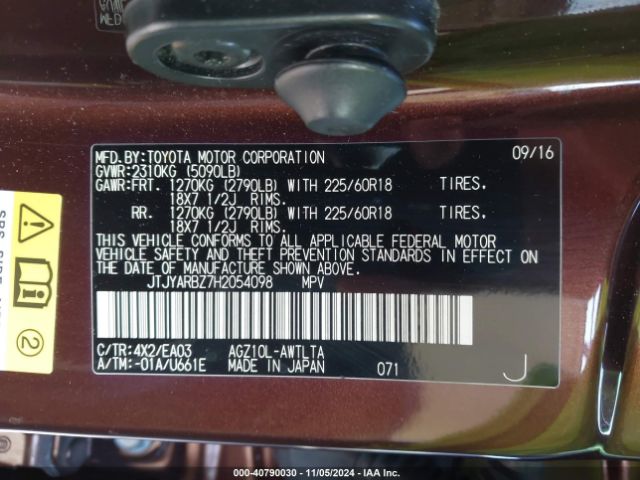 MFD.BY:TOYOTA MOTOR CORPORATION 09/16
GVWR:2310KG (5090LB)
GAWR:FRT. 1270KG (2790LB) WITH 225/60R18 TIRES.
18X7 1/2J RIMS.
RR. 1270KG (2790LB) WITH 225/60R18 TIRES.
18X7 1/2J RIMS.
THIS VEHICLE CONFORMS TO ALL APPLICABLE FEDERAL MOTOR
VEHICLE SAFETY AND THEFT PREVENTION STANDARDS IN EFFECT ON
THE DATE OF MANUFACTURE SHOWN ABOVE.
JTJYARBZ7H2054098 MPV
C/TR:4X2/EA03 AGZ10L-AWTLTA
A/TM:-01A/U661E MADE IN JAPAN 071 J
2
000-40790030 - 11/05/2024 - IAA Inc.